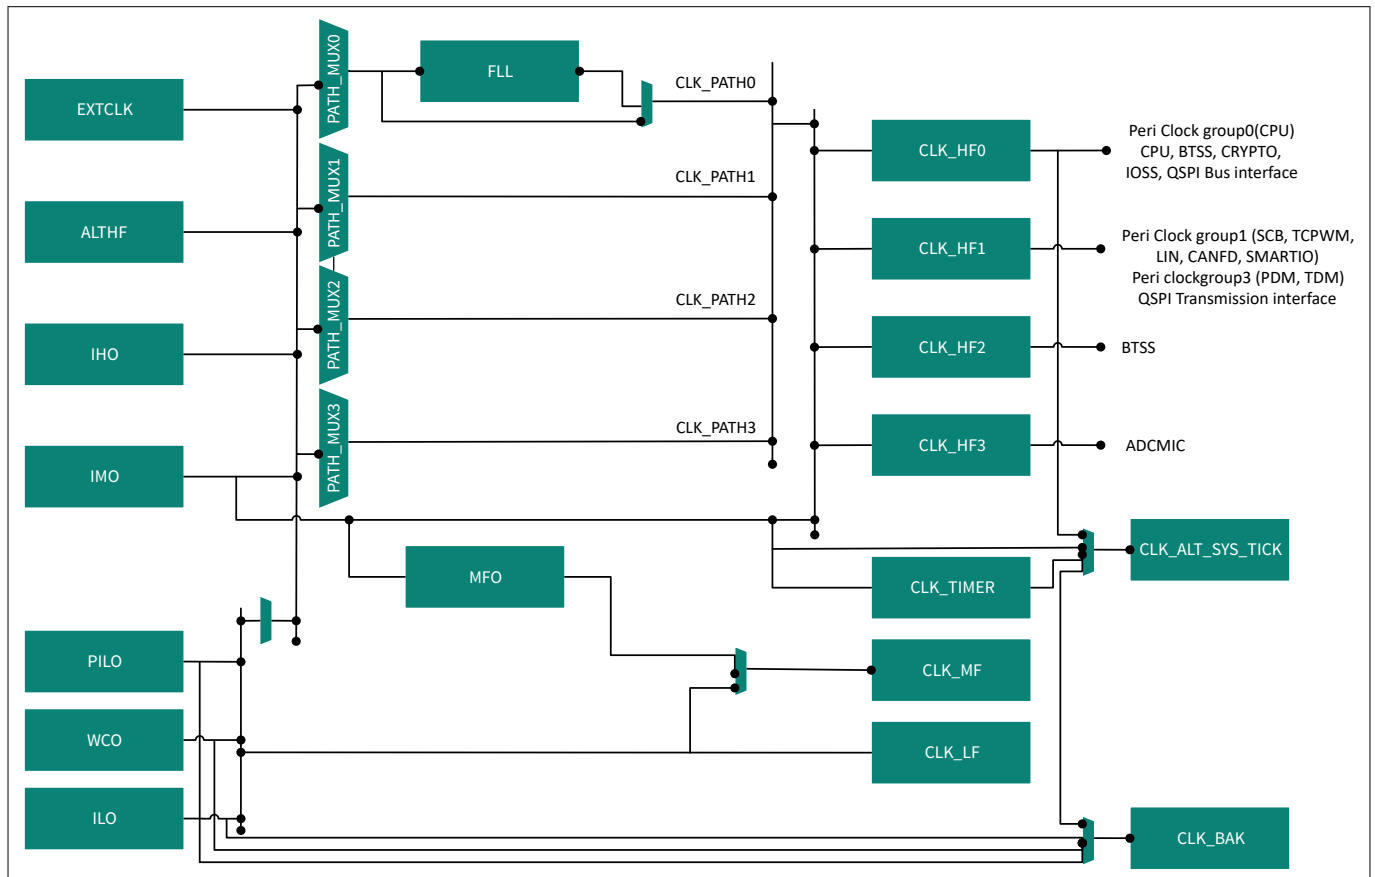 EXTCLK
ALTHF
IHO
IMO
PILO
WCO
ILO
PATH_MUX0
PATH_MUX1
PATH_MUX2
PATH_MUX3
FLL
MFO
CLK_PATH0
CLK_PATH1
CLK_PATH2
CLK_PATH3
CLK_HF0
CLK_HF1
CLK_HF2
CLK_HF3
CLK_TIMER
CLK_MF
CLK_LF
Peri Clock group0(CPU)
CPU, BTSS, CRYPTO,
IOSS, QSPI Bus interface
Peri Clock group1 (SCB, TCPWM,
LIN, CANFD, SMARTIO)
Peri clockgroup3 (PDM, TDM)
QSPI Transmission interface
BTSS
ADCMIC
CLK_ALT_SYS_TICK
CLK_BAK